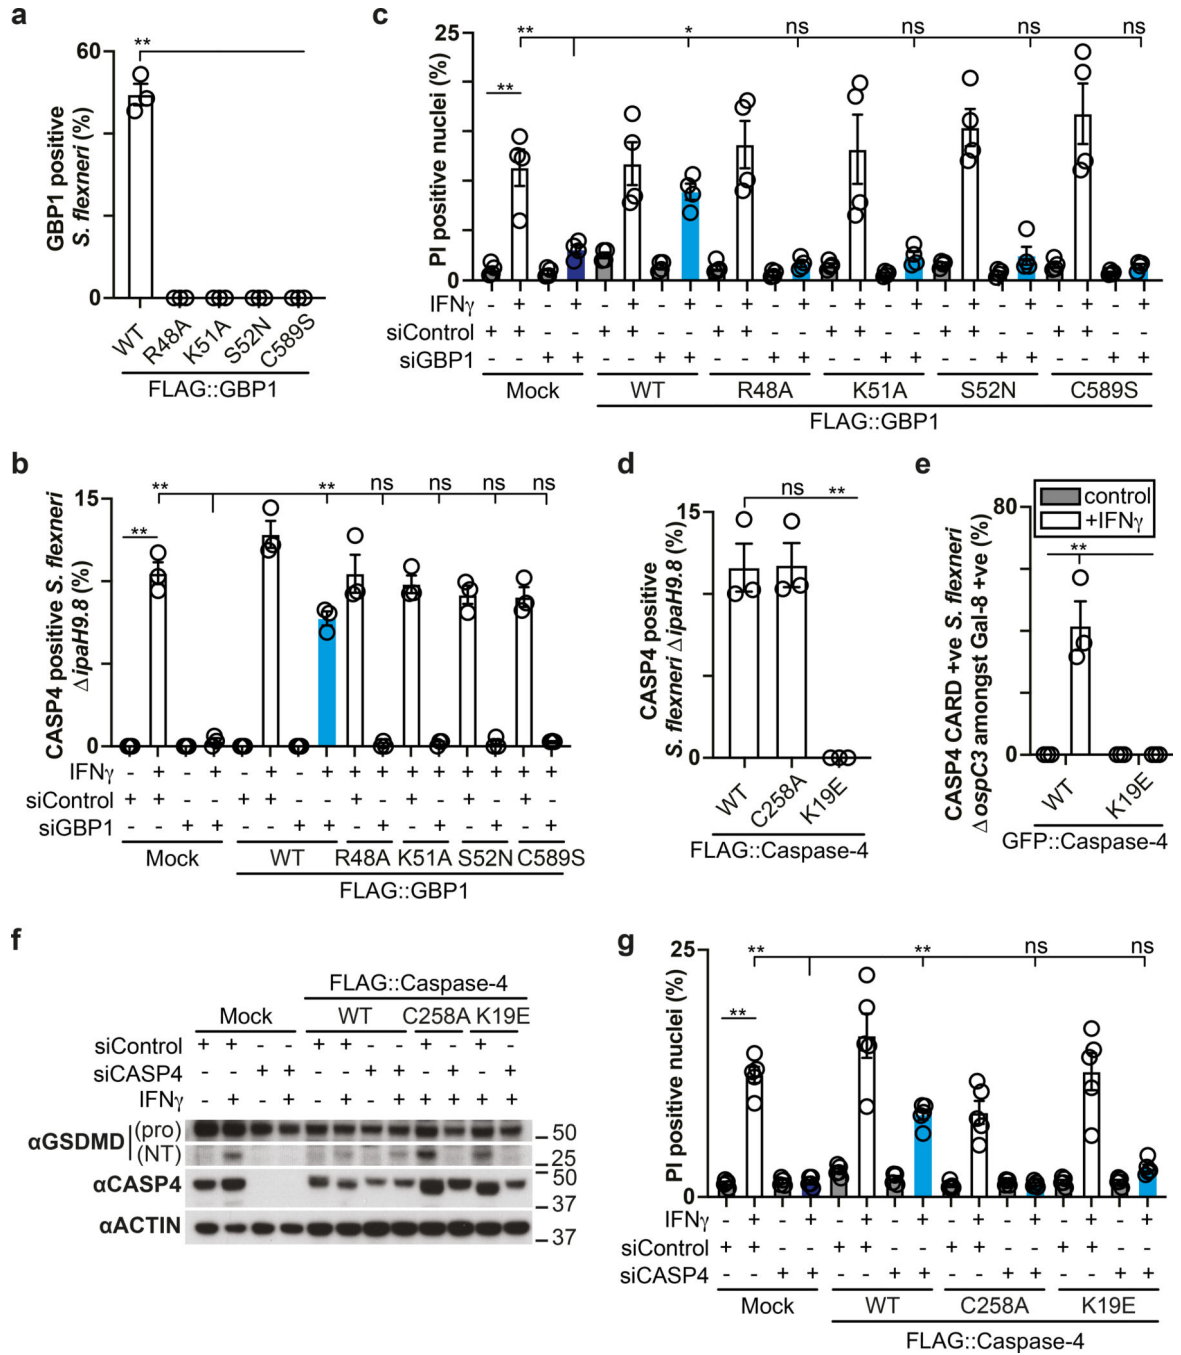 a
60
**
GBP1 positive
S. flexneri (%)
0
WT
R48A
K51A
S52N
C589S
FLAG::GBP1
c
25
** * ns ns ns ns
**
PI positive nuclei (%)
0
IFNγ - + - + - + - + - + - + - + - + - + - + - + - +
siControl + + - - + + - - + + - - + + - - + + - - + + - -
siGBP1 - - + + - - + + - - + + - - + + - - + + - - + +
Mock WT R48A K51A S52N C589S
FLAG::GBP1
b
15
** ** ns ns ns ns
**
CASP4 positive S. flexneri
ΔipaH9.8 (%)
0
IFNγ - + - + - + - + + + + + + + + +
siControl + + - - + + - - + - + - + - + -
siGBP1 - - + + - - + + - + - + - + - +
Mock WT R48A K51A S52N C589S
FLAG::GBP1
d
15
ns **
CASP4 positive
S. flexneri ΔipaH9.8 (%)
0
WT
C258A
K19E
FLAG::Caspase-4
e
80
control
+IFNγ
**
CASP4 CARD +ve S. flexneri
ΔospC3 amongst Gal-8 +ve (%)
0
WT
K19E
GFP::Caspase-4
f
FLAG::Caspase-4
Mock WT C258A K19E
siControl + + - - + + - - + - + -
siCASP4 - - + + - - + + - + - +
IFNγ - + - + - + - + + + + +
αGSDMD (pro) 50
(NT) 25
αCASP4 50
37
αACTIN 37
g
25
** ** ns ns
**
PI positive nuclei (%)
0
IFNγ - + - + - + - + - + - + - + - +
siControl + + - - + + - - + + - - + + - -
siCASP4 - - + + - - + + - - + + - - + +
Mock WT C258A K19E
FLAG::Caspase-4